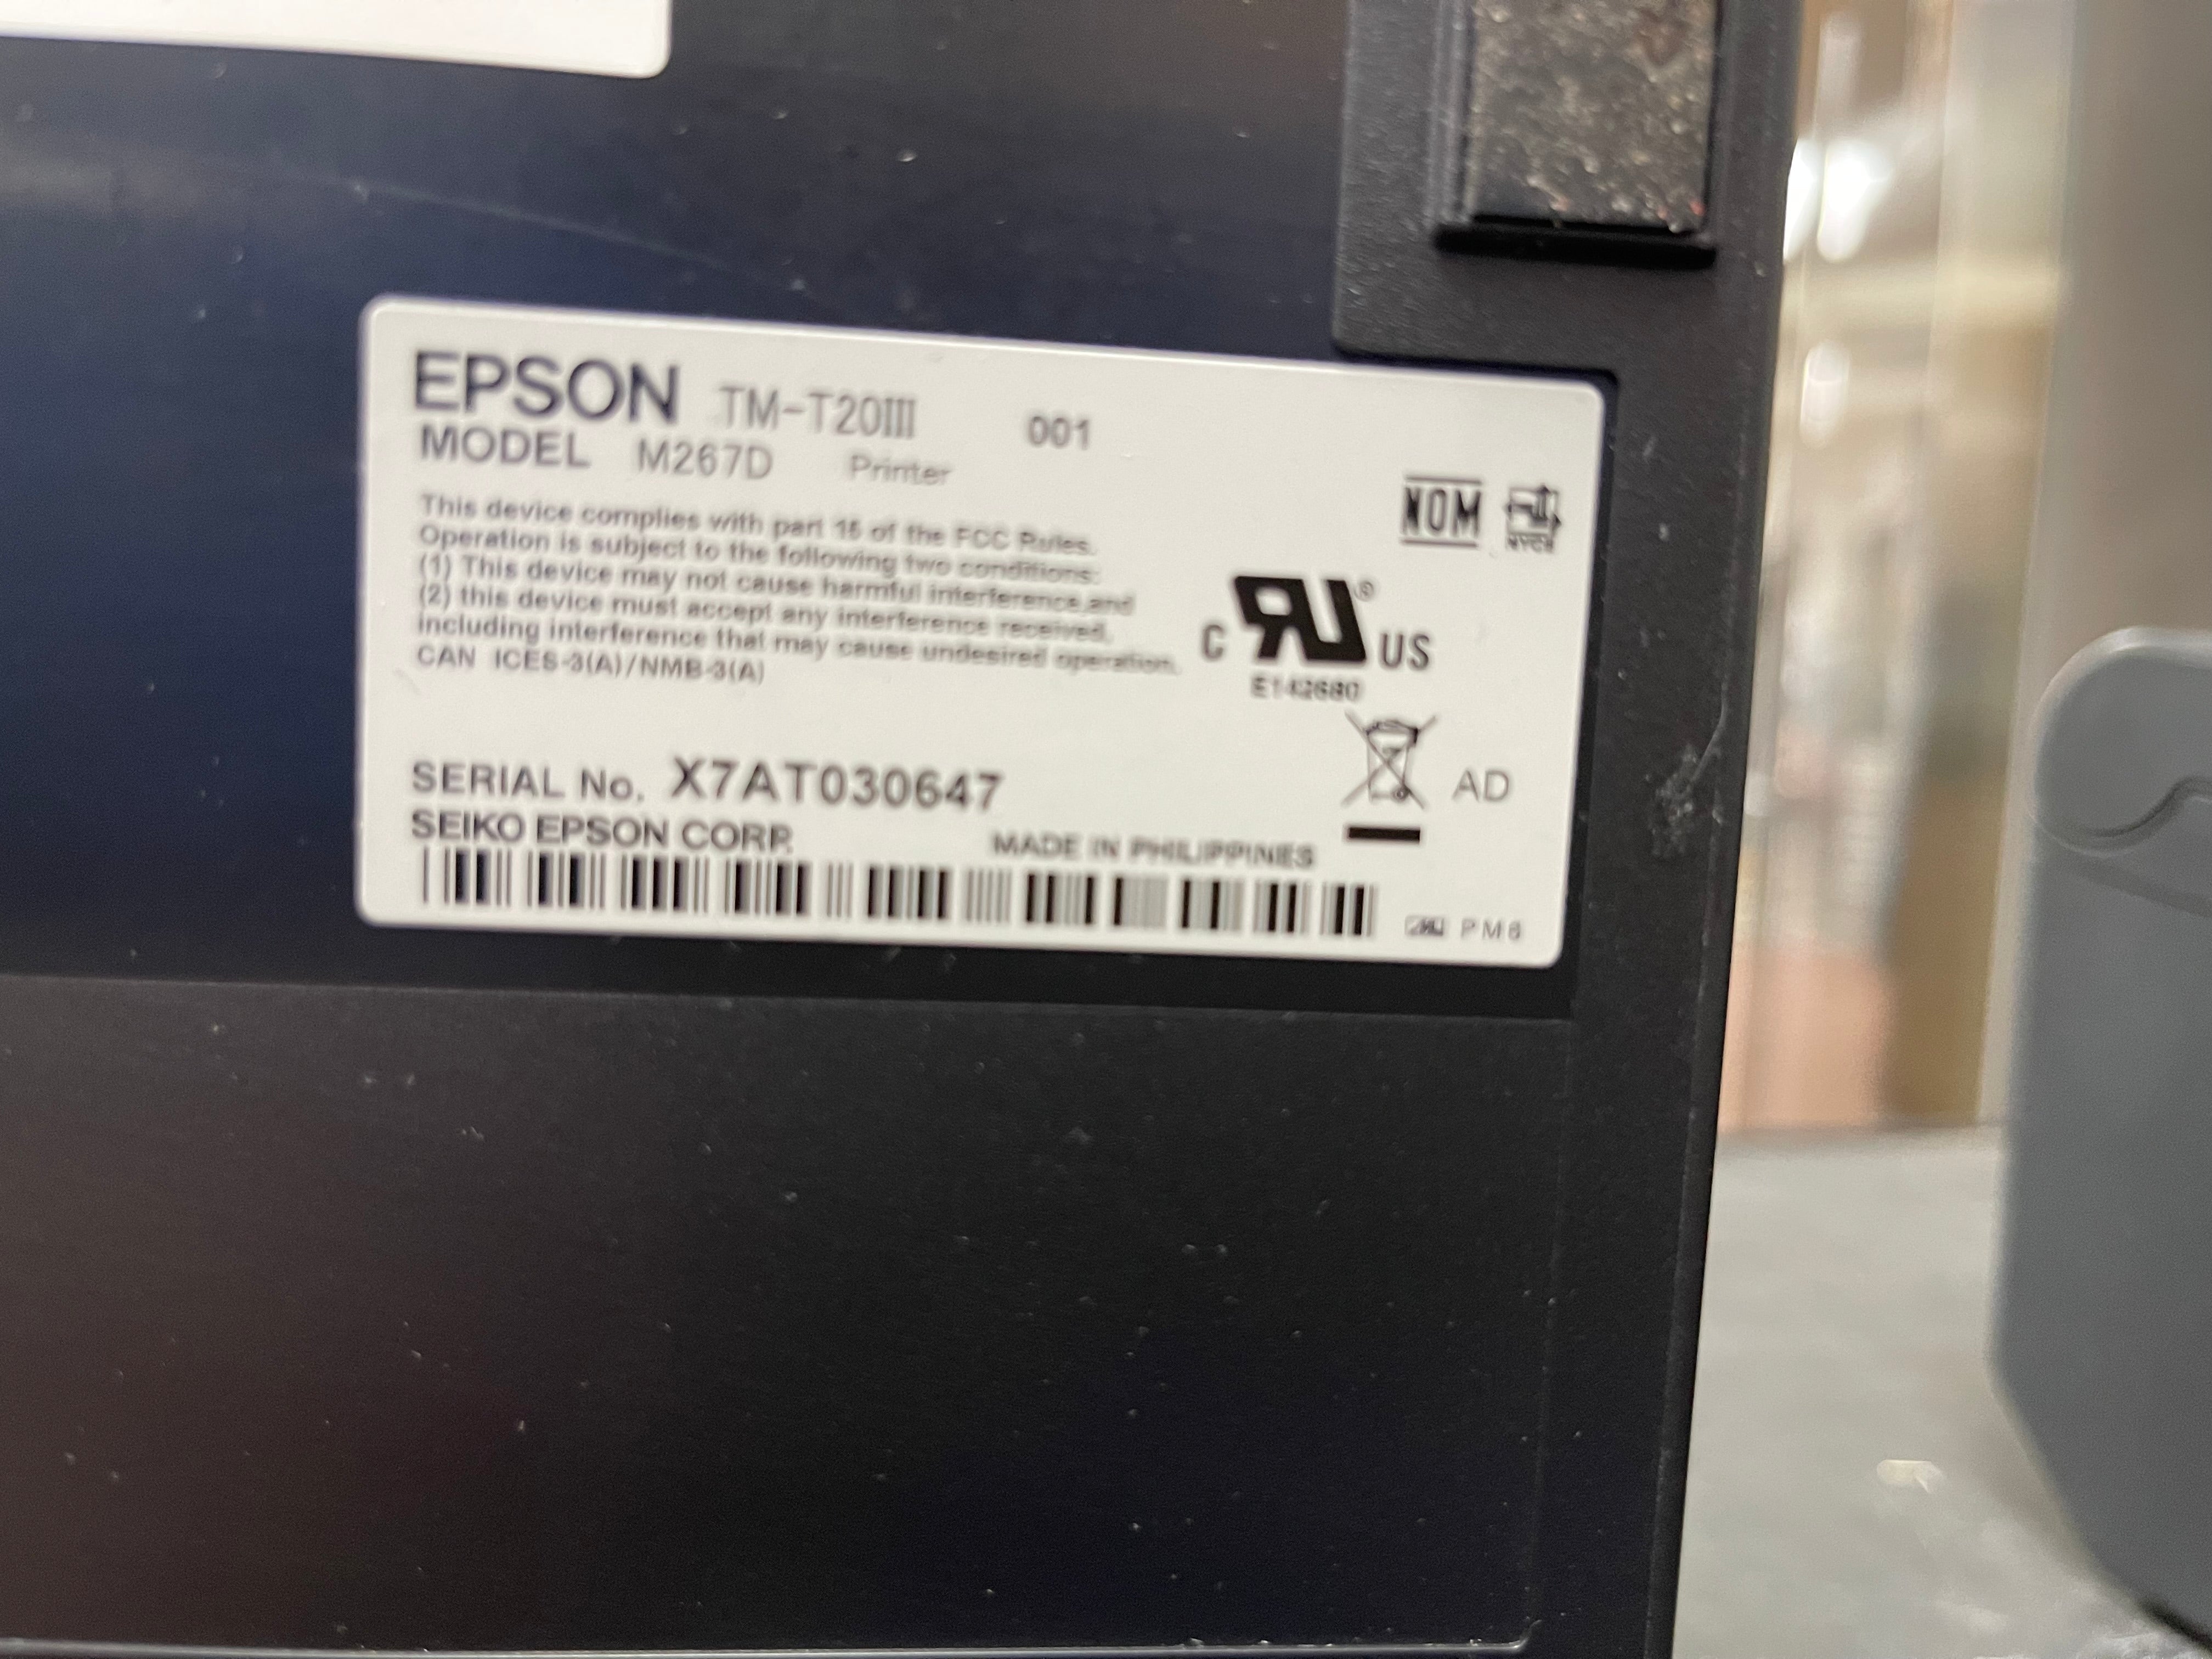 EPSON TM-T20III 001
MODEL M267D Printer
This device complies with part 15 of the FCC Rules.
Operation is subject to the following two conditions:
(1) This device may not cause harmful interference,and
(2) this device must accept any interference received,
including interference that may cause undesired operation.
CAN ICES-3(A)/NMB-3(A)
NOM NYCE
C RU® US
E142680
SERIAL No. X7AT030647
AD
SEIKO EPSON CORP.
MADE IN PHILIPPINES
PM6